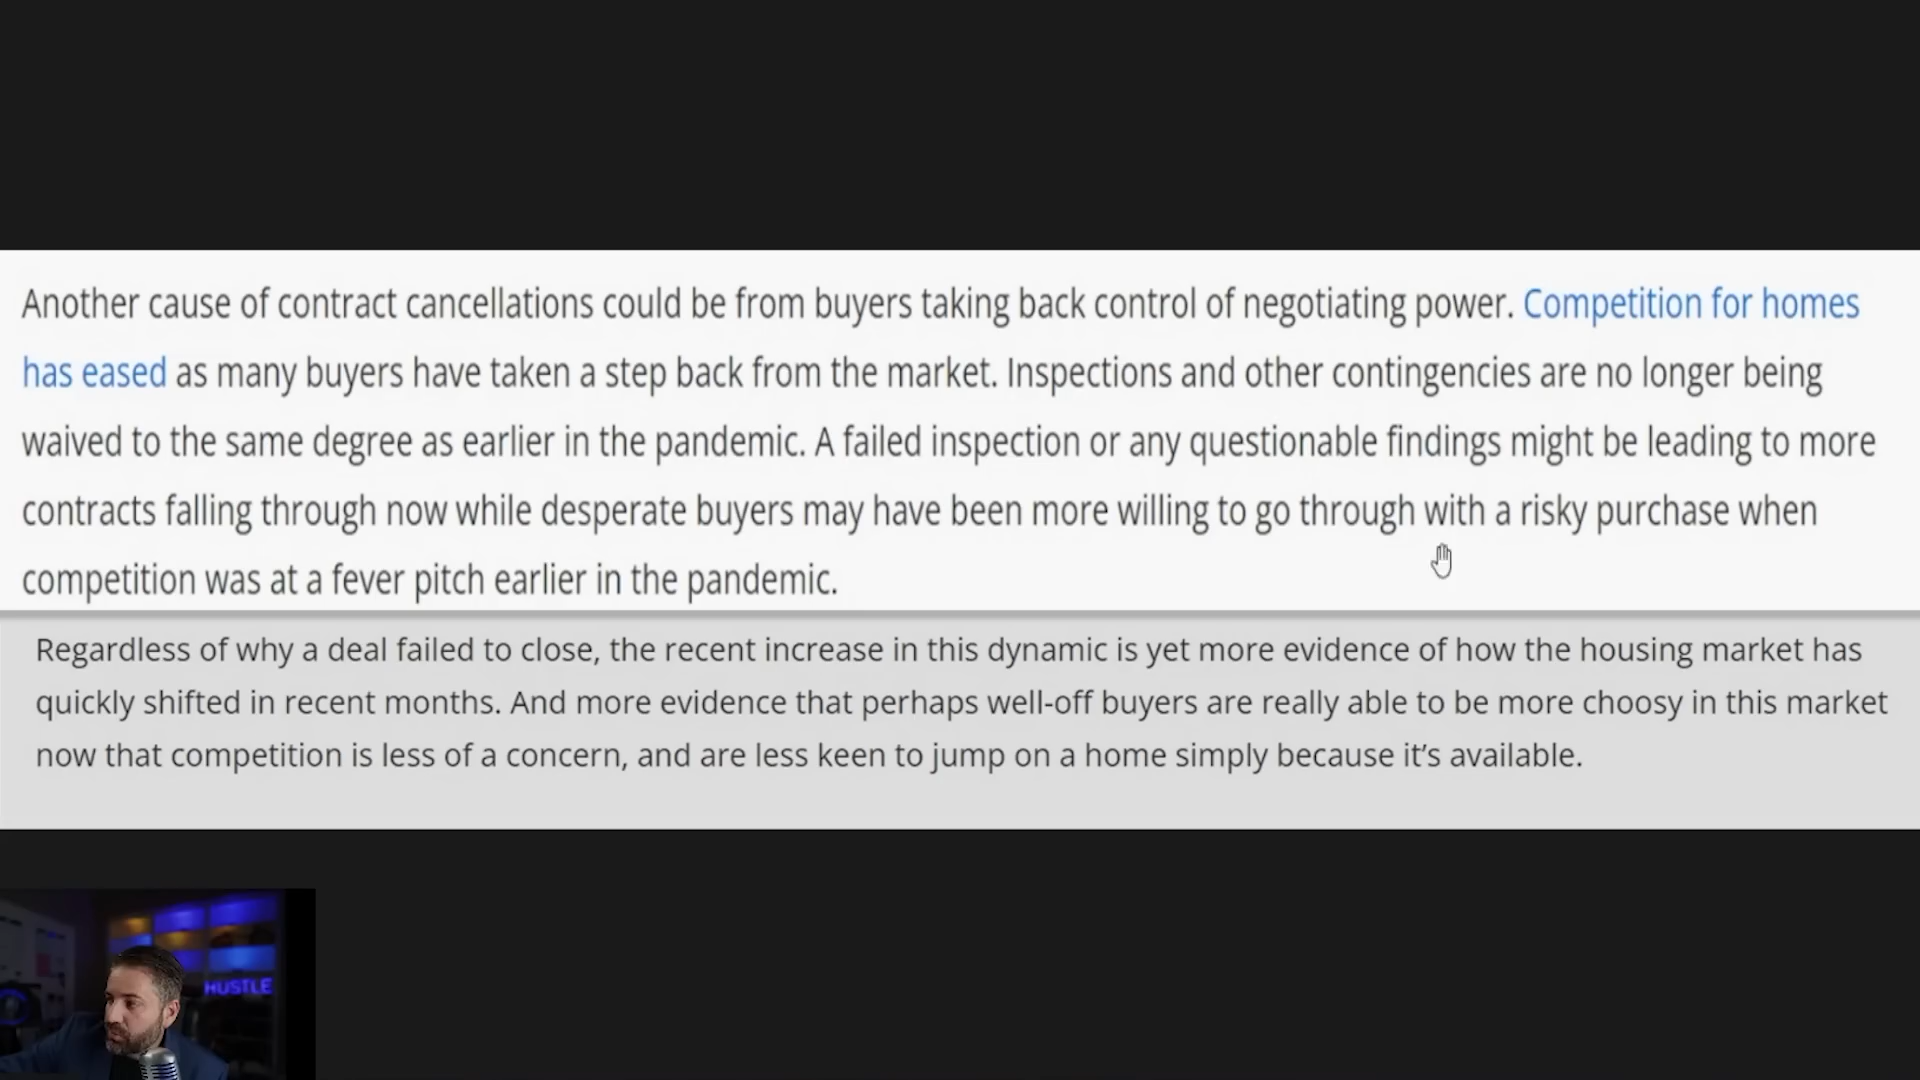 Another cause of contract cancellations could be from buyers taking back control of negotiating power. Competition for homes
has eased as many buyers have taken a step back from the market. Inspections and other contingencies are no longer being
waived to the same degree as earlier in the pandemic. A failed inspection or any questionable findings might be leading to more
contracts falling through now while desperate buyers may have been more willing to go through with a risky purchase when
competition was at a fever pitch earlier in the pandemic.
Regardless of why a deal failed to close, the recent increase in this dynamic is yet more evidence of how the housing market has
quickly shifted in recent months. And more evidence that perhaps well-off buyers are really able to be more choosy in this market
now that competition is less of a concern, and are less keen to jump on a home simply because it’s available.
HUSTLE